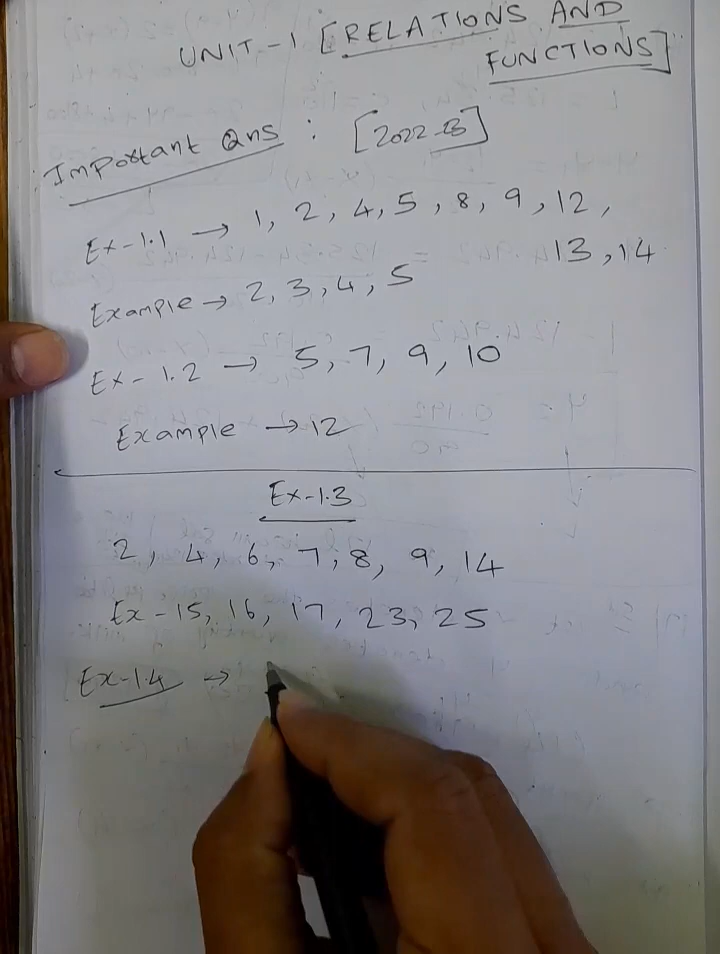 UNIT-1 [RELATIONS AND
FUNCTIONS]
Important Qns : [2022-23]
Ex-1.1 → 1, 2, 4, 5, 8, 9, 12,
13, 14
Example → 2, 3, 4, 5
Ex-1.2 → 5, 7, 9, 10
Example → 12
Ex-1.3
2, 4, 6, 7, 8, 9, 14
Ex-15, 16, 17, 23, 25
Ex-1.4 →